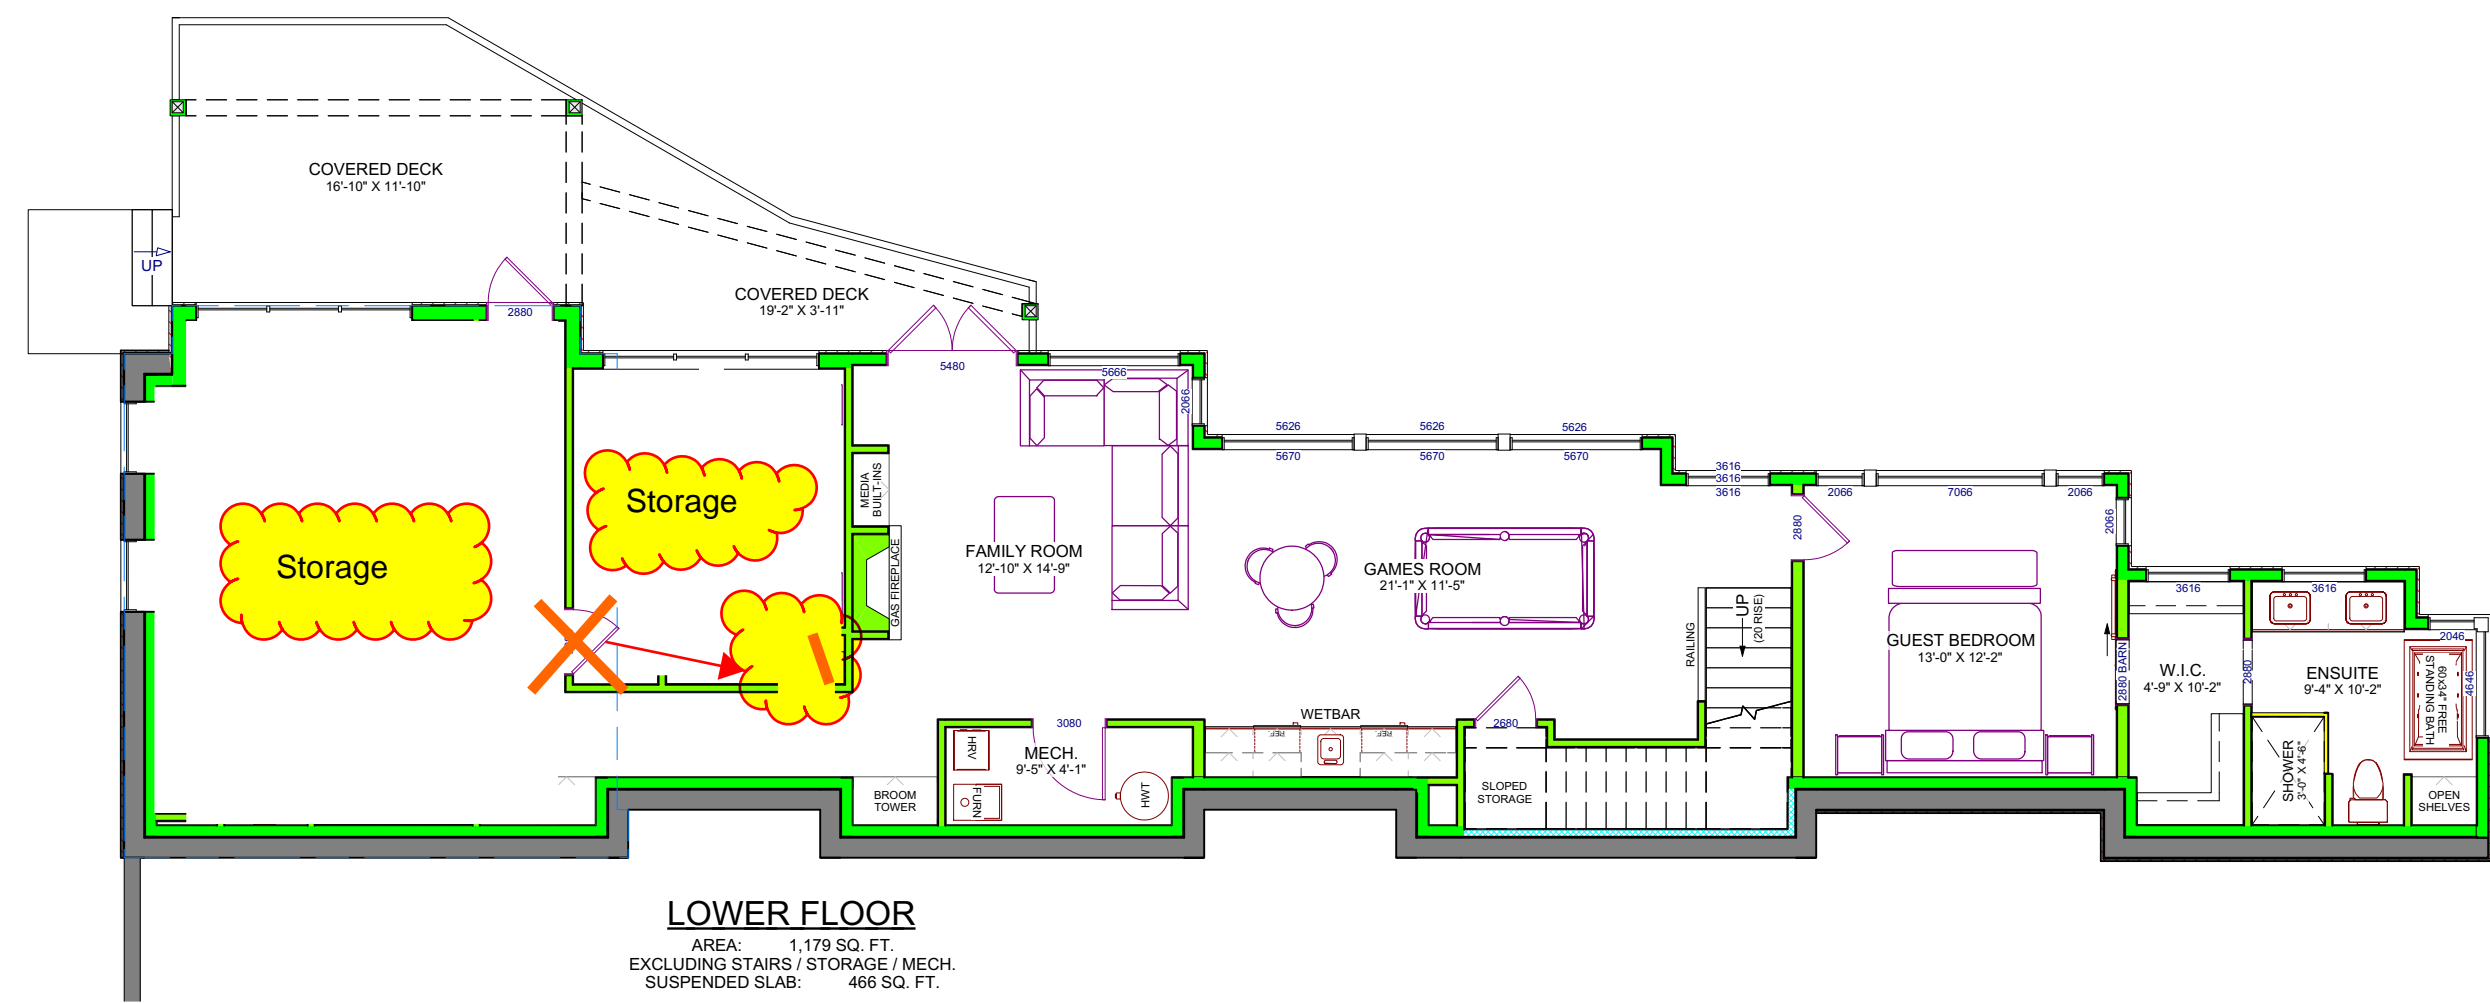 COVERED DECK
16'-10" X 11'-10"
UP
2880
COVERED DECK
19'-2" X 3'-11"
5480
5666
2066
5626
5626
5626
5670
5670
5670
3616
3616
3616
2066
7066
2066
2066
2880
Storage
Storage
MEDIA
BUILT-INS
GAS FIREPLACE
FAMILY ROOM
12'-10" X 14'-9"
GAMES ROOM
21'-1" X 11'-5"
RAILING
UP
(20 RISE)
GUEST BEDROOM
13'-0" X 12'-2"
2880 BARN
3616
W.I.C.
4'-9" X 10'-2"
2880
3616
ENSUITE
9'-4" X 10'-2"
2046
4646
60x34" FREE
STANDING BATH
SHOWER
3'-0" X 4'-6"
OPEN
SHELVES
WETBAR
REF.
REF.
2680
SLOPED
STORAGE
3080
MECH.
9'-5" X 4'-1"
HRV
FURN
HWT
BROOM
TOWER
LOWER FLOOR
AREA: 1,179 SQ. FT.
EXCLUDING STAIRS / STORAGE / MECH.
SUSPENDED SLAB: 466 SQ. FT.